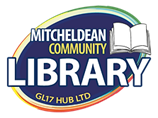 MITCHELDEAN
COMMUNITY
LIBRARY
GL17 HUB LTD